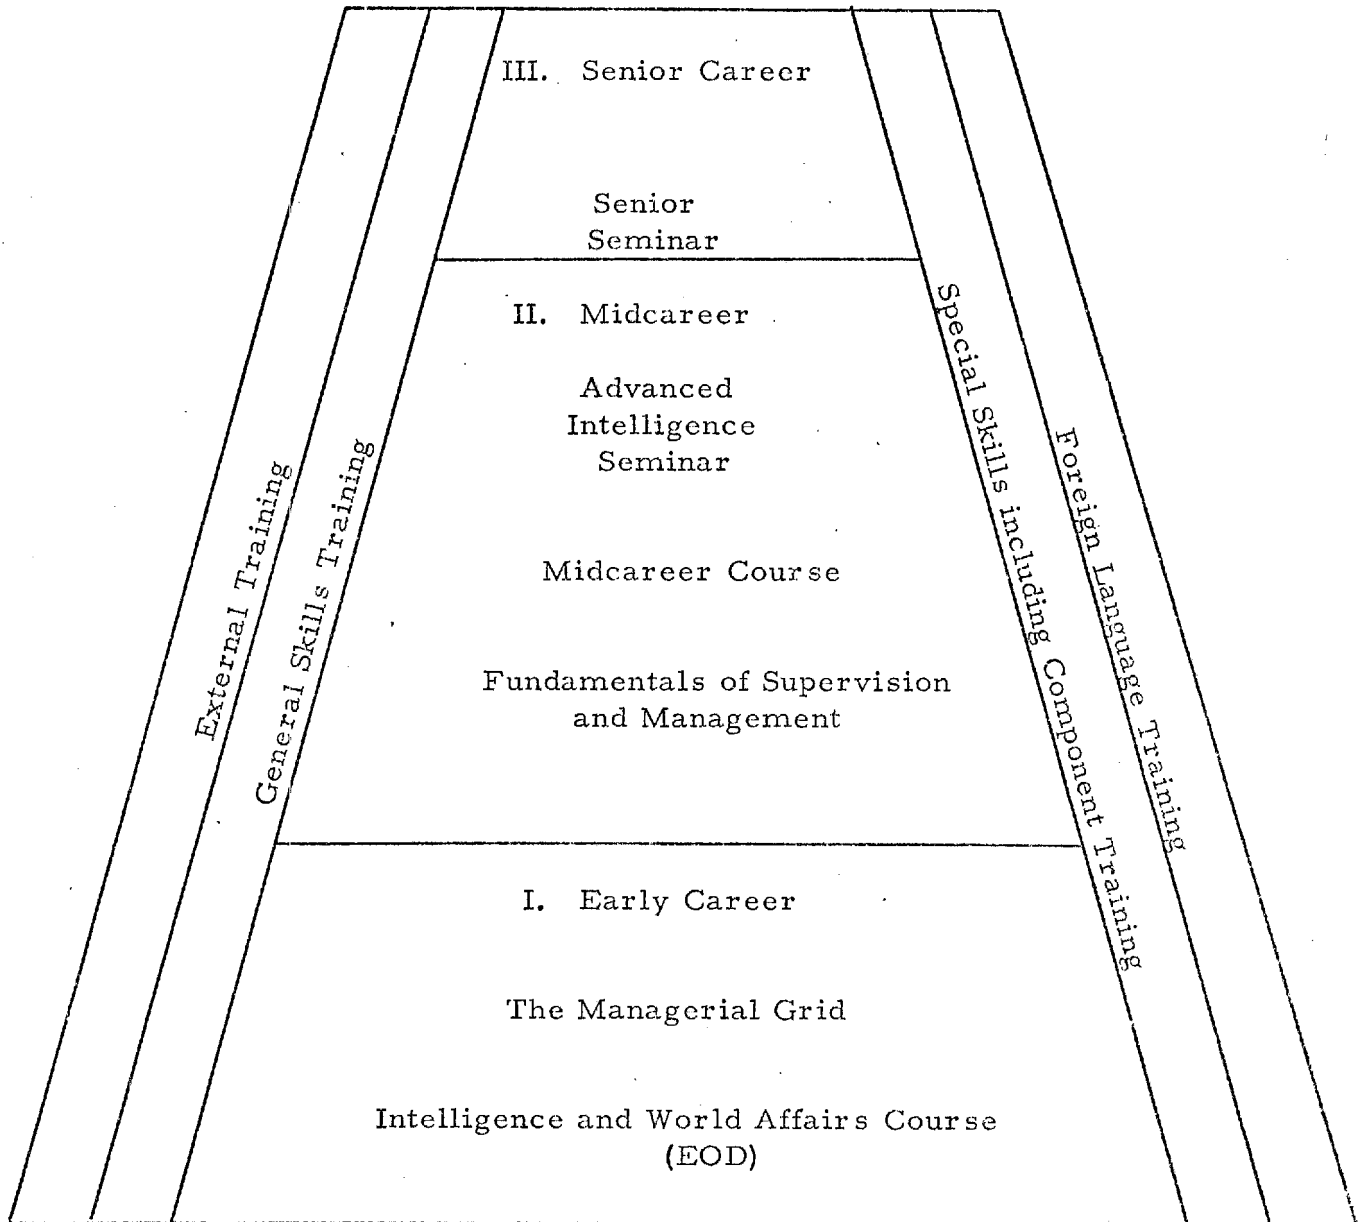 III. Senior Career
Senior
Seminar
II. Midcareer
Advanced
Intelligence
Seminar
Midcareer Course
Fundamentals of Supervision
and Management
I. Early Career
The Managerial Grid
Intelligence and World Affairs Course
(EOD)
External Training
General Skills Training
Special Skills including Component Training
Foreign Language Training